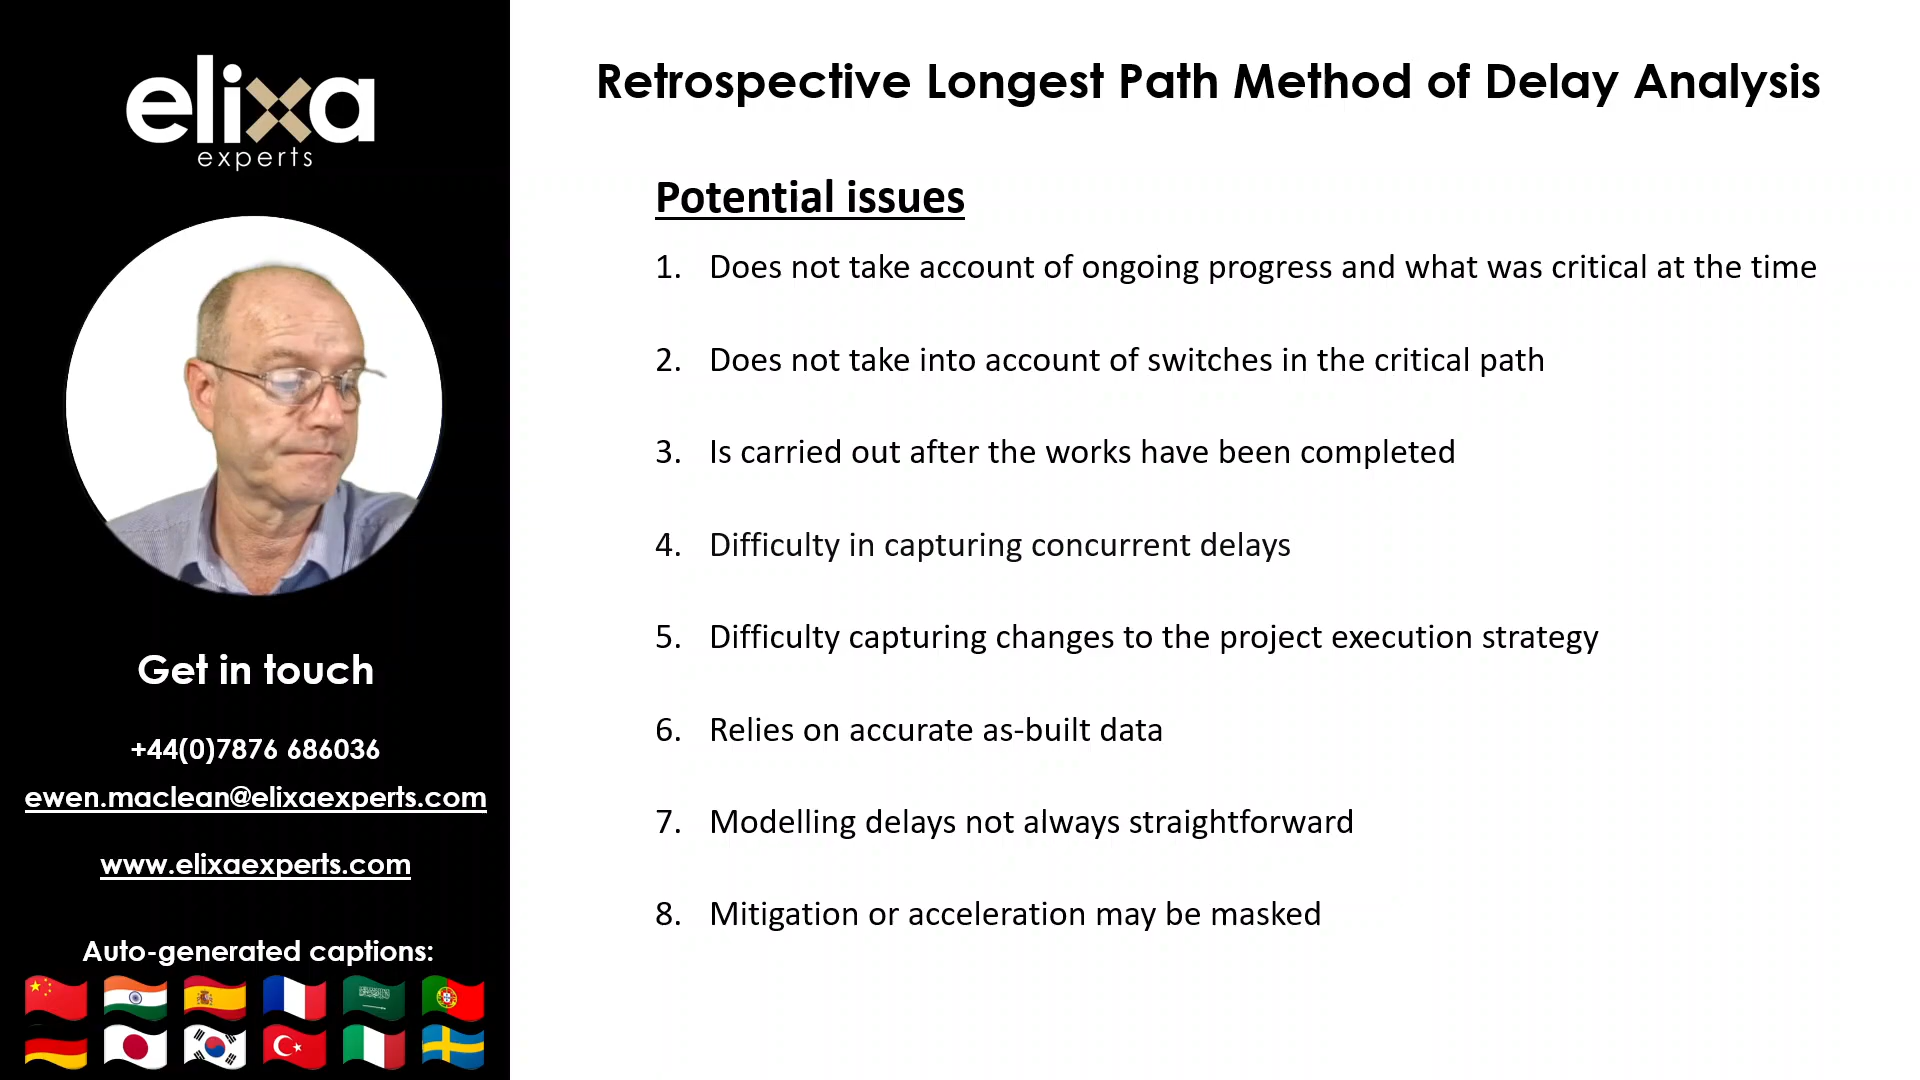 elixa
experts
Get in touch
+44(0)7876 686036
ewen.maclean@elixaexperts.com
www.elixaexperts.com
Auto-generated captions:
Retrospective Longest Path Method of Delay Analysis
Potential issues
1. Does not take account of ongoing progress and what was critical at the time
2. Does not take into account of switches in the critical path
3. Is carried out after the works have been completed
4. Difficulty in capturing concurrent delays
5. Difficulty capturing changes to the project execution strategy
6. Relies on accurate as-built data
7. Modelling delays not always straightforward
8. Mitigation or acceleration may be masked